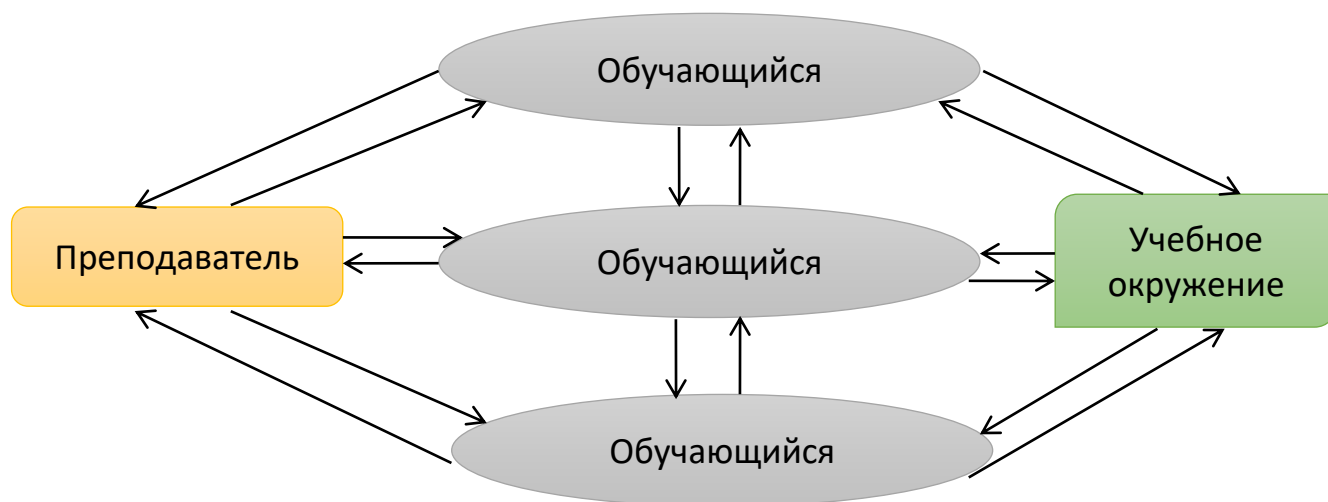 Обучающийся
Преподаватель
Обучающийся
Учебное
окружение
Обучающийся